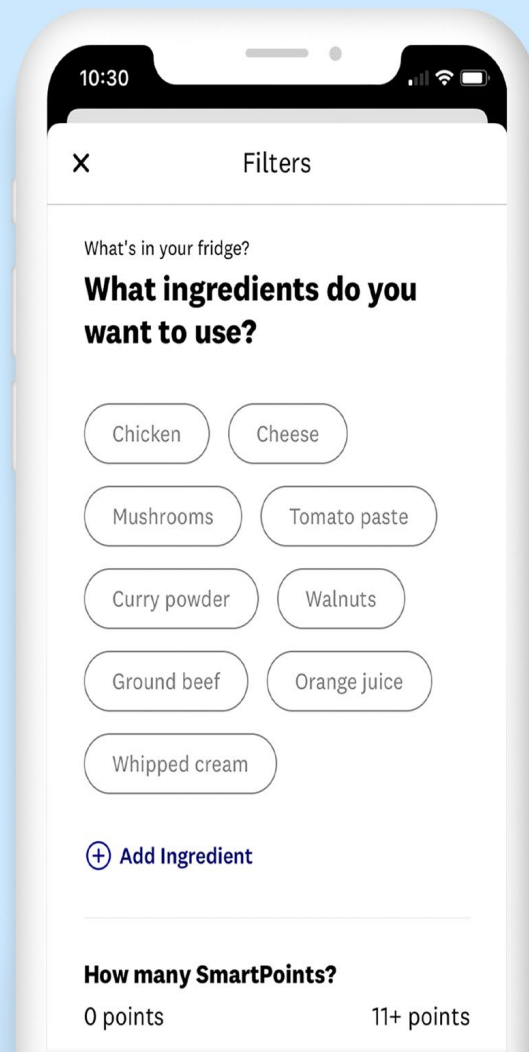 10:30
Filters
What's in your fridge?
What ingredients do you
want to use?
Chicken Cheese
Mushrooms Tomato paste
Curry powder Walnuts
Ground beef Orange juice
Whipped cream
Add Ingredient
How many SmartPoints?
0 points 11+ points